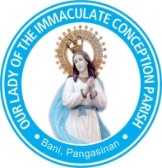 OUR LADY OF THE IMMACULATE CONCEPTION PARISH
· Bani, Pangasinan ·